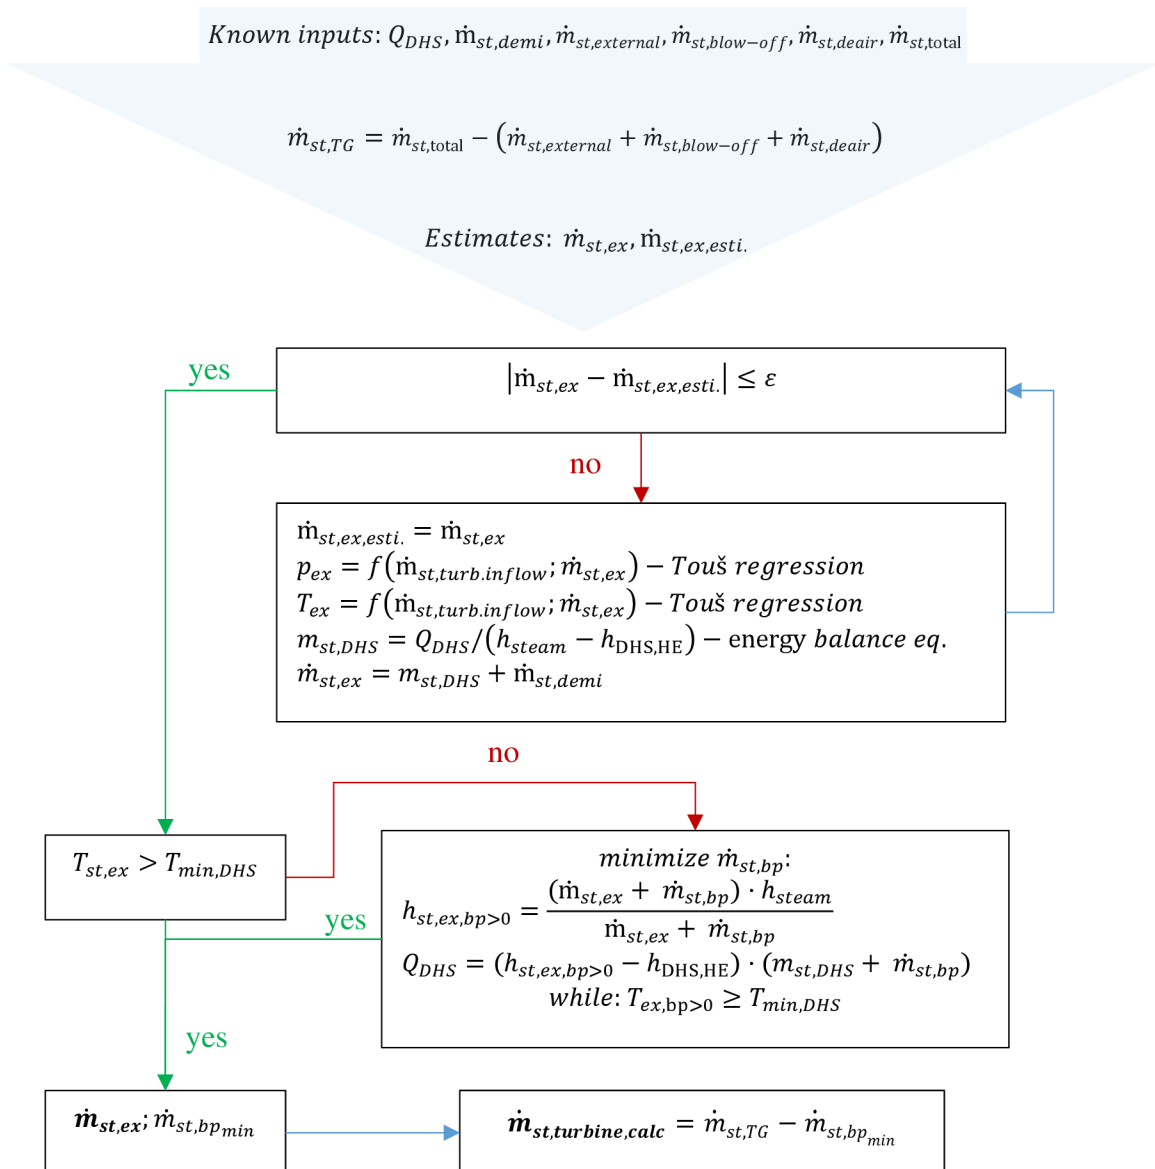 Known inputs: Q_DHS, ṁ_st,demi, ṁ_st,external, ṁ_st,blow−off, ṁ_st,deair, ṁ_st,total
ṁ_st,TG = ṁ_st,total − (ṁ_st,external + ṁ_st,blow−off + ṁ_st,deair)
Estimates: ṁ_st,ex, ṁ_st,ex,esti.
yes
|ṁ_st,ex − ṁ_st,ex,esti.| ≤ ε
no
ṁ_st,ex,esti. = ṁ_st,ex
p_ex = f(ṁ_st,turb.inflow; ṁ_st,ex) − Touš regression
T_ex = f(ṁ_st,turb.inflow; ṁ_st,ex) − Touš regression
m_st,DHS = Q_DHS/(h_steam − h_DHS,HE) − energy balance eq.
ṁ_st,ex = m_st,DHS + ṁ_st,demi
no
T_st,ex > T_min,DHS
minimize ṁ_st,bp:
h_st,ex,bp>0 = (ṁ_st,ex + ṁ_st,bp) · h_steam / ṁ_st,ex + ṁ_st,bp
Q_DHS = (h_st,ex,bp>0 − h_DHS,HE) · (m_st,DHS + ṁ_st,bp)
while: T_ex,bp>0 ≥ T_min,DHS
yes
yes
ṁ_st,ex; ṁ_st,bp_min
ṁ_st,turbine,calc = ṁ_st,TG − ṁ_st,bp_min